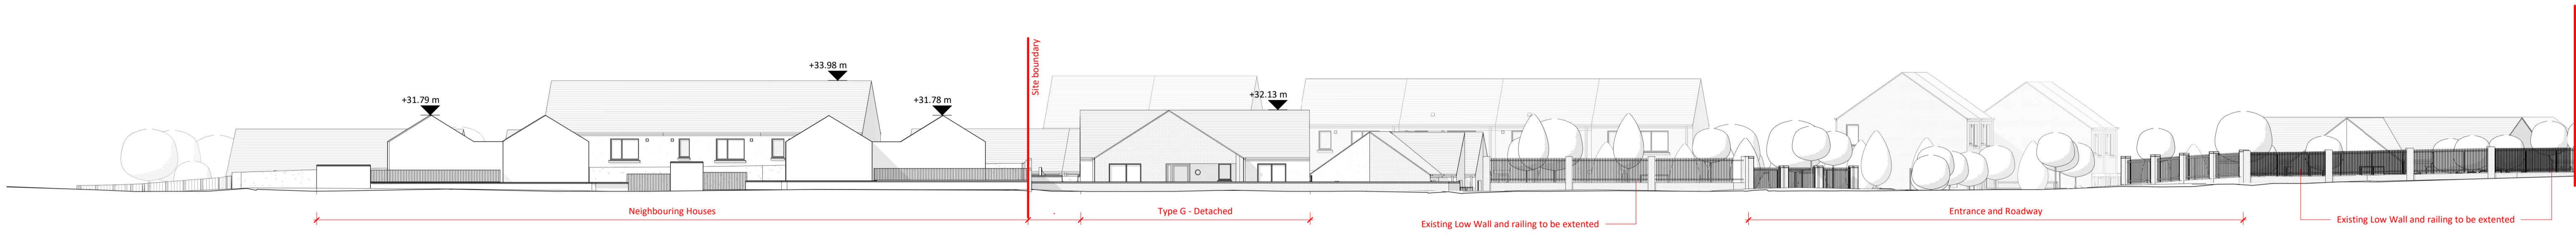 +31.79 m
+33.98 m
+31.78 m
Site boundary
+32.13 m
Neighbouring Houses
Type G - Detached
Existing Low Wall and railing to be extented
Entrance and Roadway
Existing Low Wall and railing to be extented